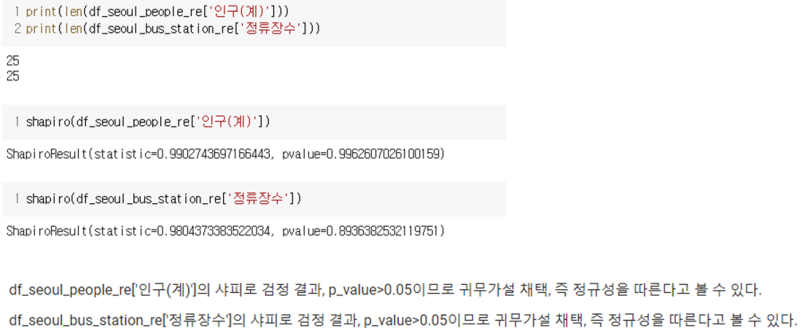 1 print(len(df_seoul_people_re['인구(계)']))
2 print(len(df_seoul_bus_station_re['정류장수']))
25
25
1 shapiro(df_seoul_people_re['인구(계)'])
ShapiroResult(statistic=0.9902743697166443, pvalue=0.9962607026100159)
1 shapiro(df_seoul_bus_station_re['정류장수'])
ShapiroResult(statistic=0.9804373383522034, pvalue=0.8936382532119751)
df_seoul_people_re['인구(계)']의 샤피로 검정 결과, p_value>0.05이므로 귀무가설 채택, 즉 정규성을 따른다고 볼 수 있다.
df_seoul_bus_station_re['정류장수']의 샤피로 검정 결과, p_value>0.05이므로 귀무가설 채택, 즉 정규성을 따른다고 볼 수 있다.